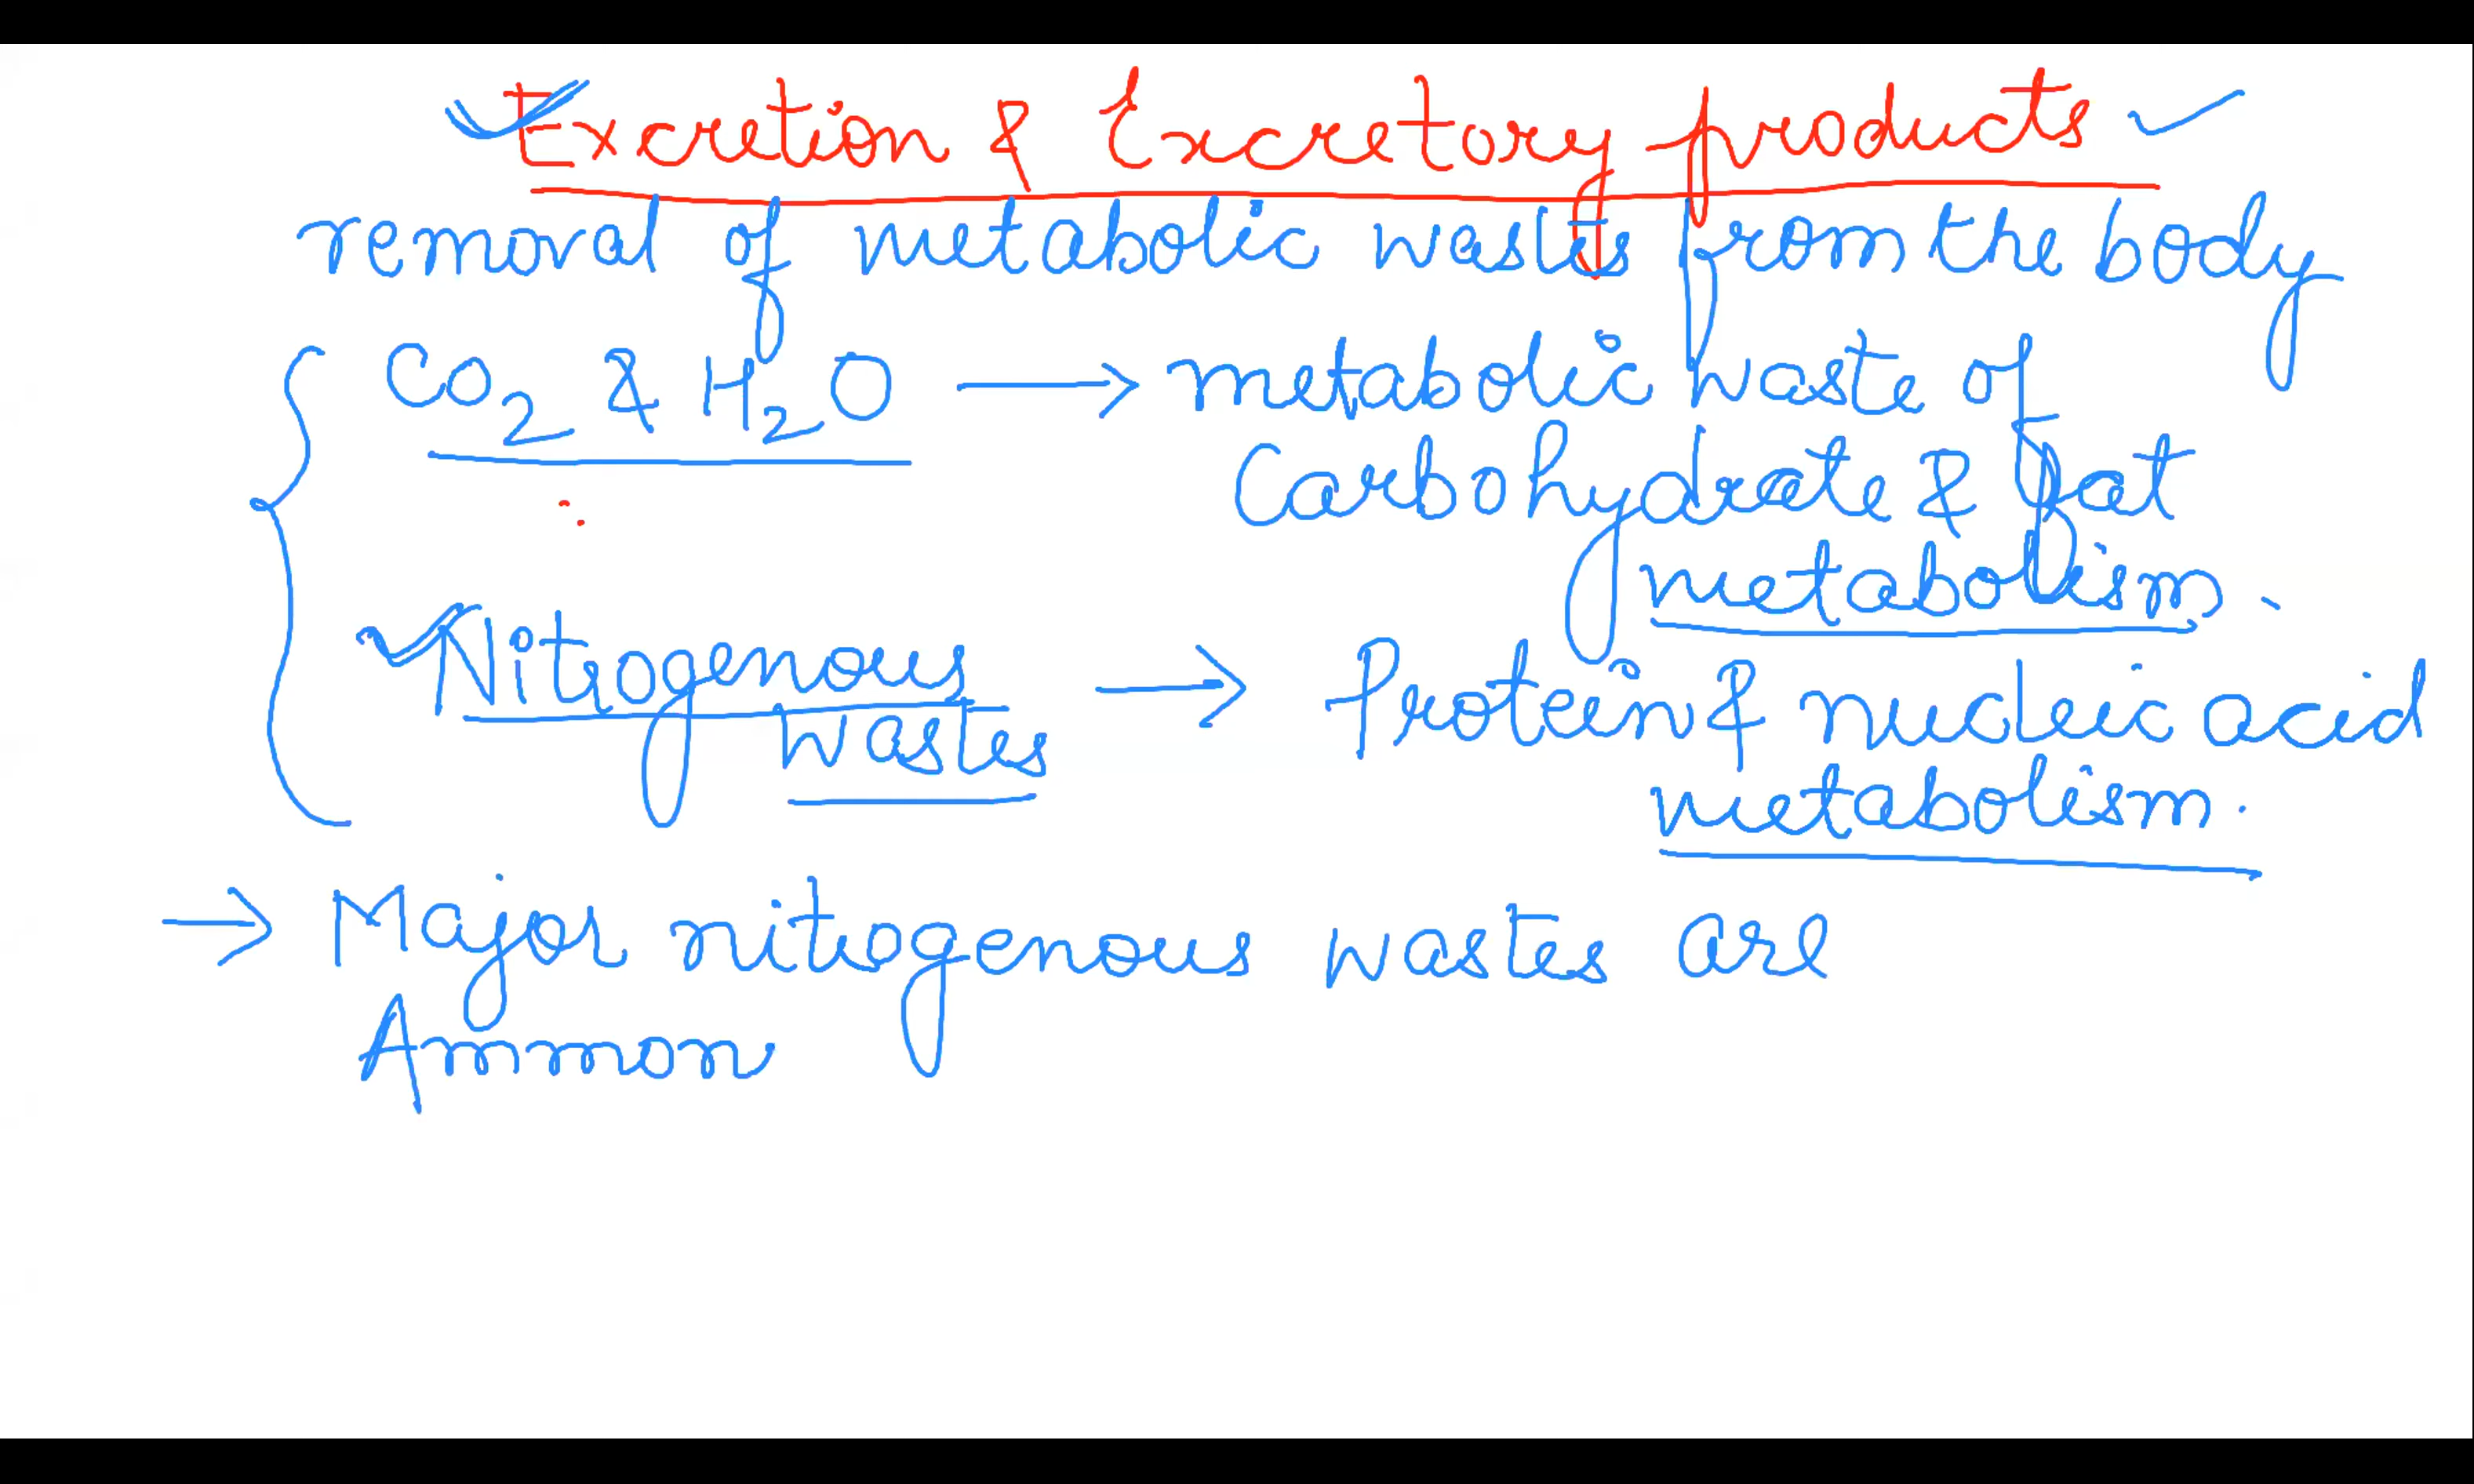 Excretion & Excretory products
removal of metabolic wastes from the body
CO2 & H2O → metabolic waste of
Carbohydrate & fat
metabolism.
Nitrogenous → Protein & nucleic acid
wastes
metabolism.
→ Major nitrogenous wastes are
Ammoni